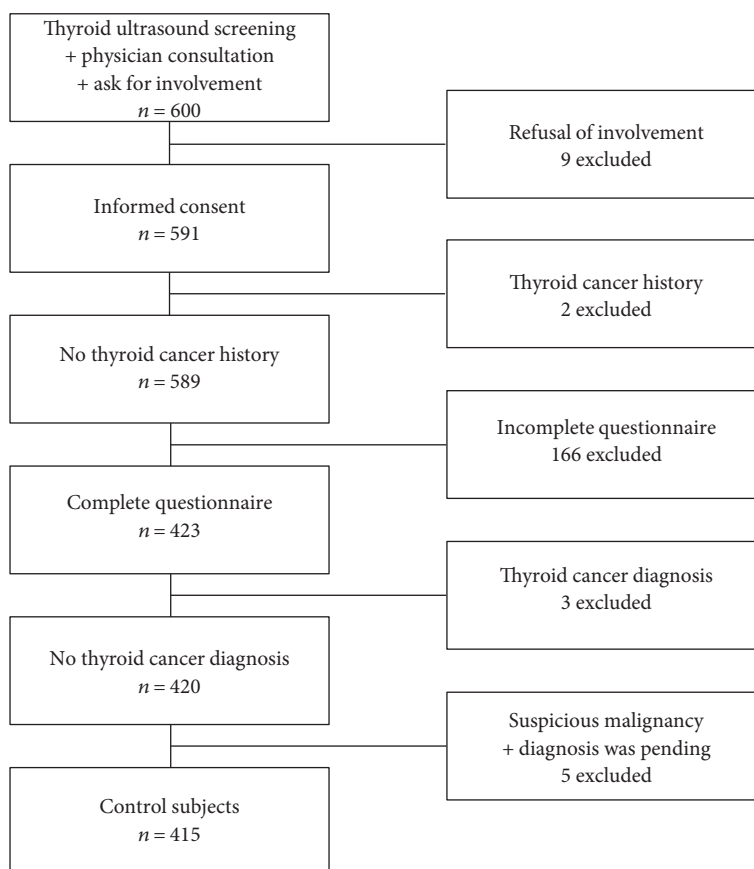 Thyroid ultrasound screening
+ physician consultation
+ ask for involvement
n = 600
Refusal of involvement
9 excluded
Informed consent
n = 591
Thyroid cancer history
2 excluded
No thyroid cancer history
n = 589
Incomplete questionnaire
166 excluded
Complete questionnaire
n = 423
Thyroid cancer diagnosis
3 excluded
No thyroid cancer diagnosis
n = 420
Suspicious malignancy
+ diagnosis was pending
5 excluded
Control subjects
n = 415